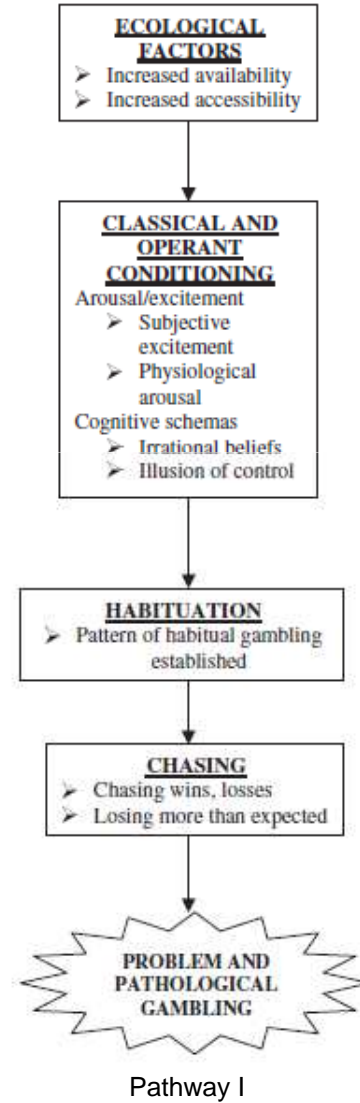 ECOLOGICAL
FACTORS
➢ Increased availability
➢ Increased accessibility
CLASSICAL AND
OPERANT
CONDITIONING
Arousal/excitement
➢ Subjective
excitement
➢ Physiological
arousal
Cognitive schemas
➢ Irrational beliefs
➢ Illusion of control
HABITUATION
➢ Pattern of habitual gambling
established
CHASING
➢ Chasing wins, losses
➢ Losing more than expected
PROBLEM AND
PATHOLOGICAL
GAMBLING
Pathway I